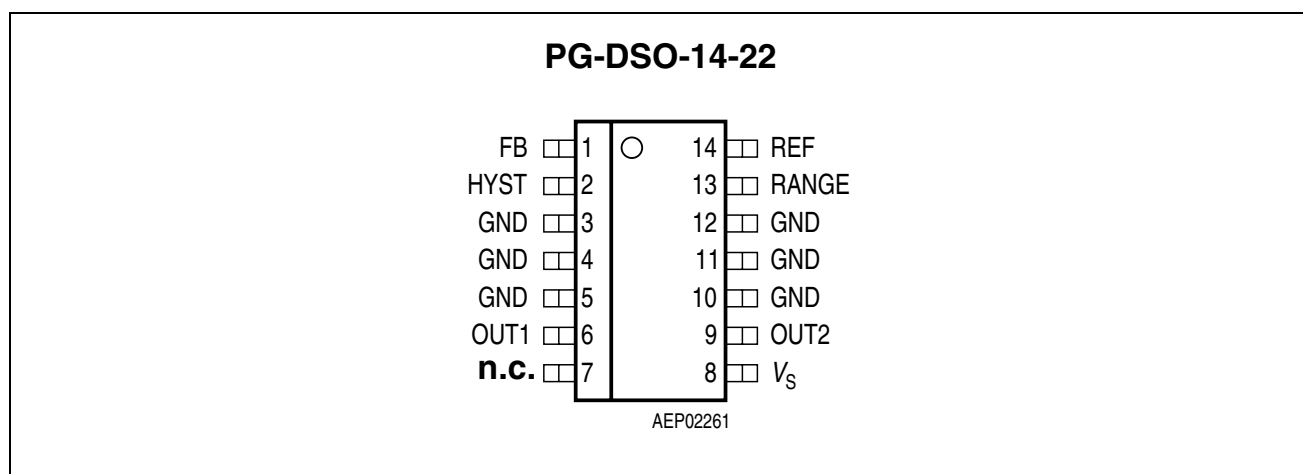 PG-DSO-14-22
FB 1 14 REF
HYST 2 13 RANGE
GND 3 12 GND
GND 4 11 GND
GND 5 10 GND
OUT1 6 9 OUT2
n.c. 7 8 VS
AEP02261